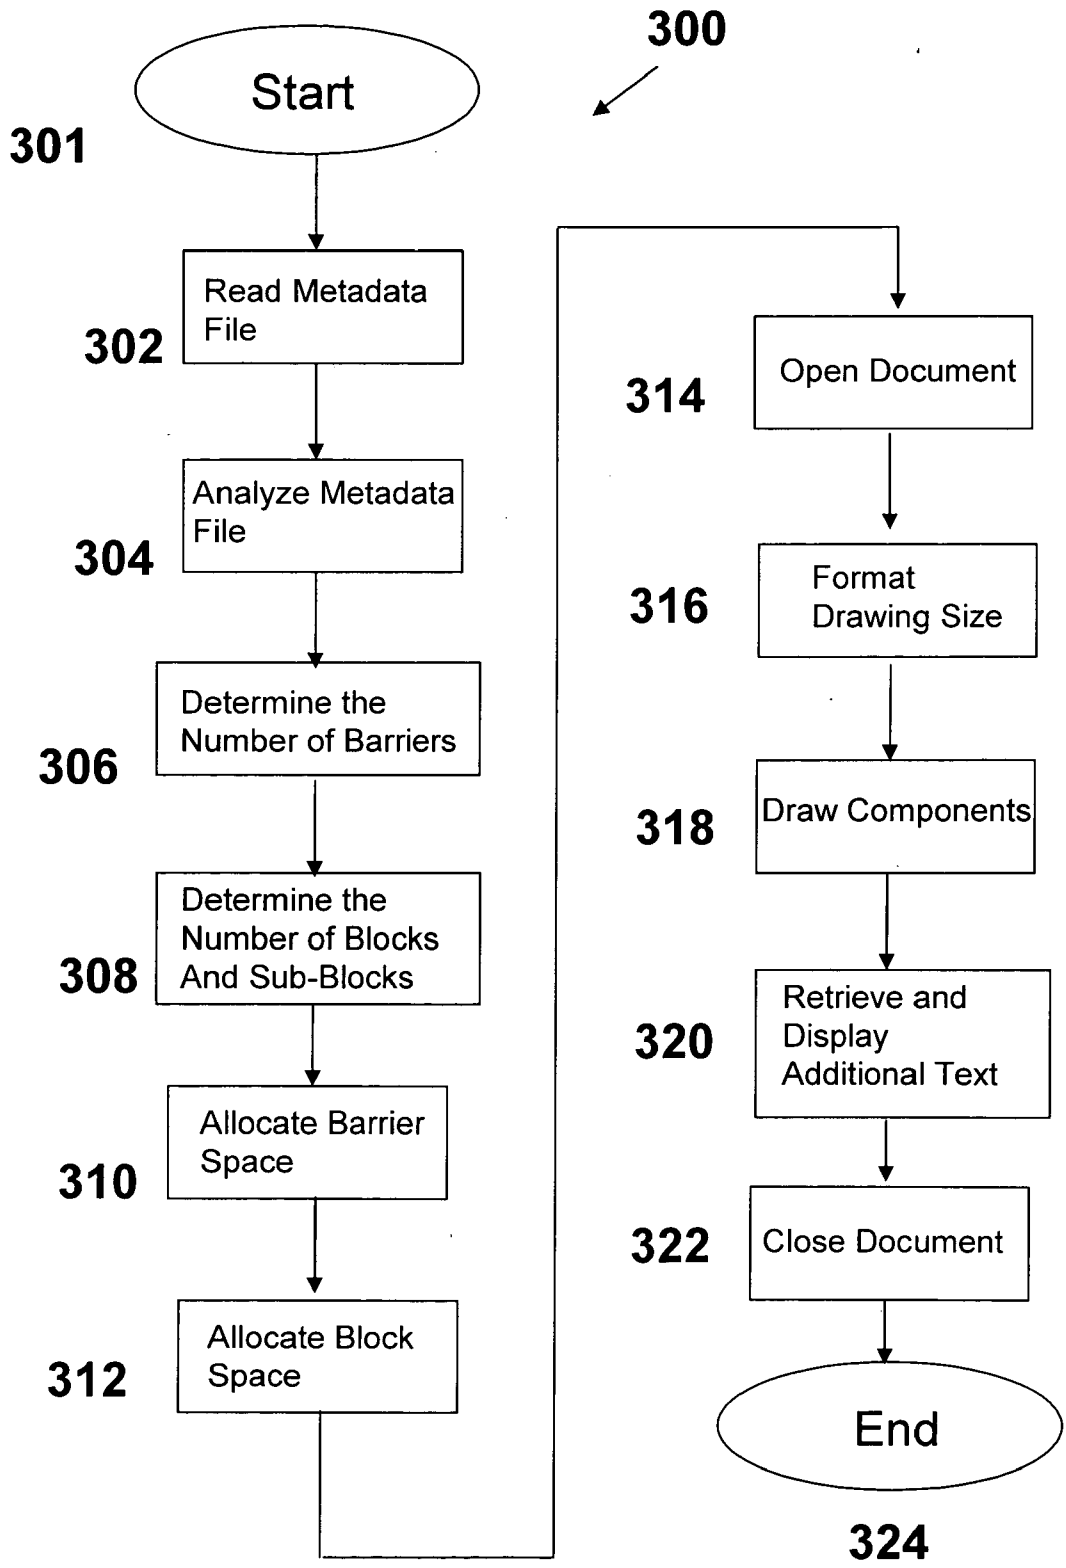 300
Start
301
Read Metadata
File
302
Analyze Metadata
File
304
Determine the
Number of Barriers
306
Determine the
Number of Blocks
And Sub-Blocks
308
Allocate Barrier
Space
310
Allocate Block
Space
312
Open Document
314
Format
Drawing Size
316
Draw Components
318
Retrieve and
Display
Additional Text
320
Close Document
322
End
324